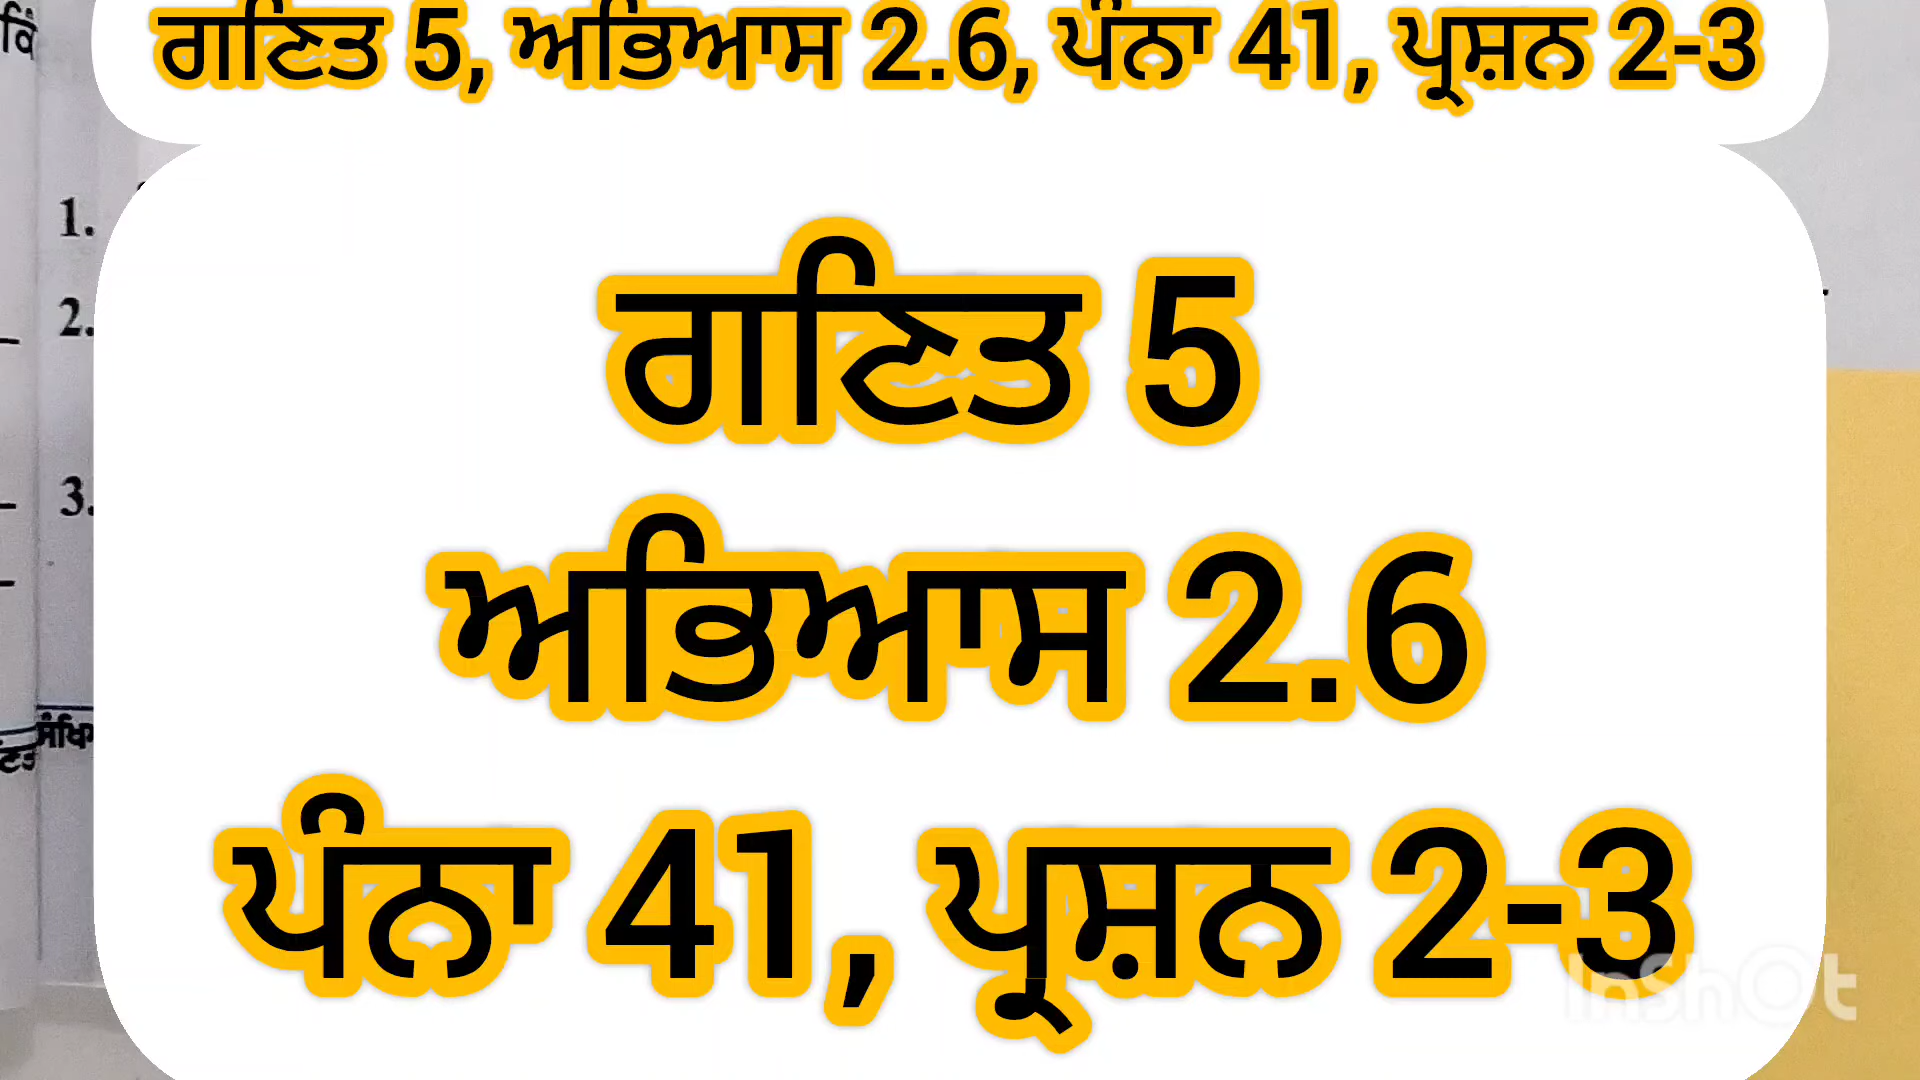 ਗਣਿਤ 5, ਅਭਿਆਸ 2.6, ਪੰਨਾ 41, ਪ੍ਰਸ਼ਨ 2-3
1.
2.
3.
ਗਣਿਤ 5
ਅਭਿਆਸ 2.6
ਪੰਨਾ 41, ਪ੍ਰਸ਼ਨ 2-3
InShOt